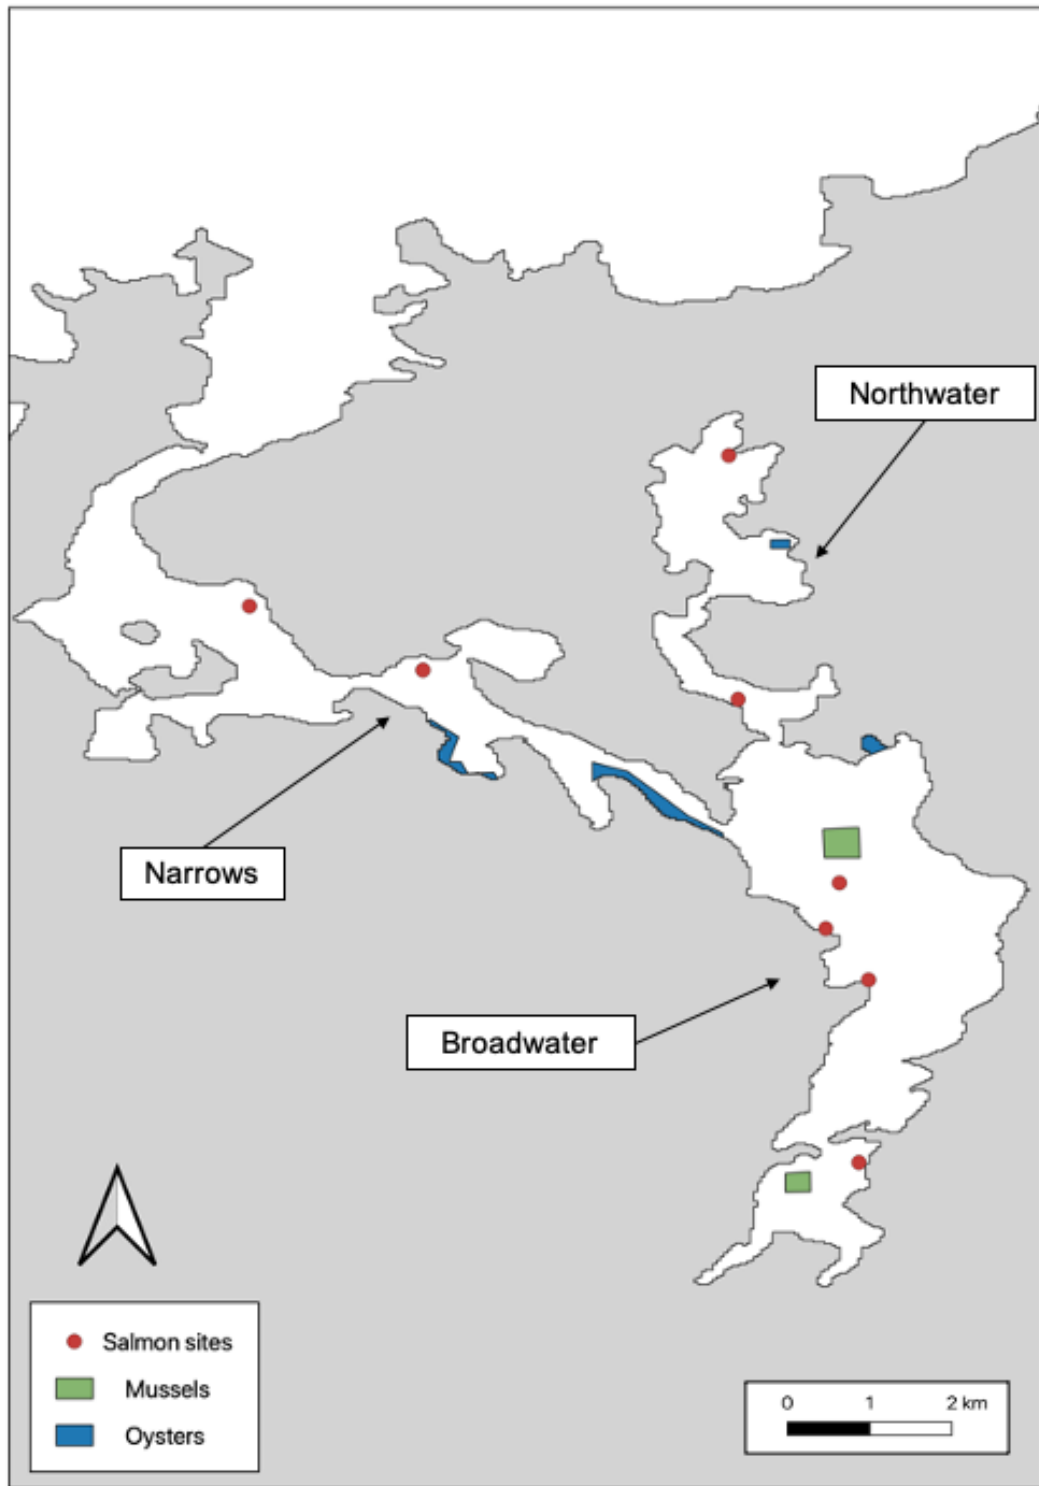 Northwater
Narrows
Broadwater
Salmon sites
Mussels
Oysters
0 1 2 km